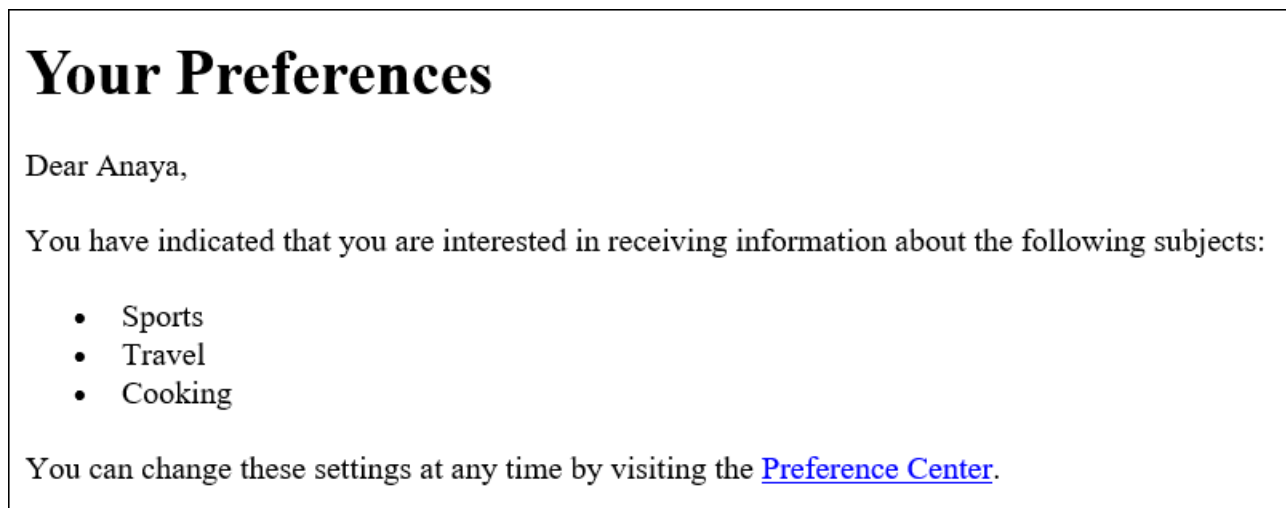 Your Preferences
Dear Anaya,
You have indicated that you are interested in receiving information about the following subjects:
• Sports
• Travel
• Cooking
You can change these settings at any time by visiting the Preference Center.